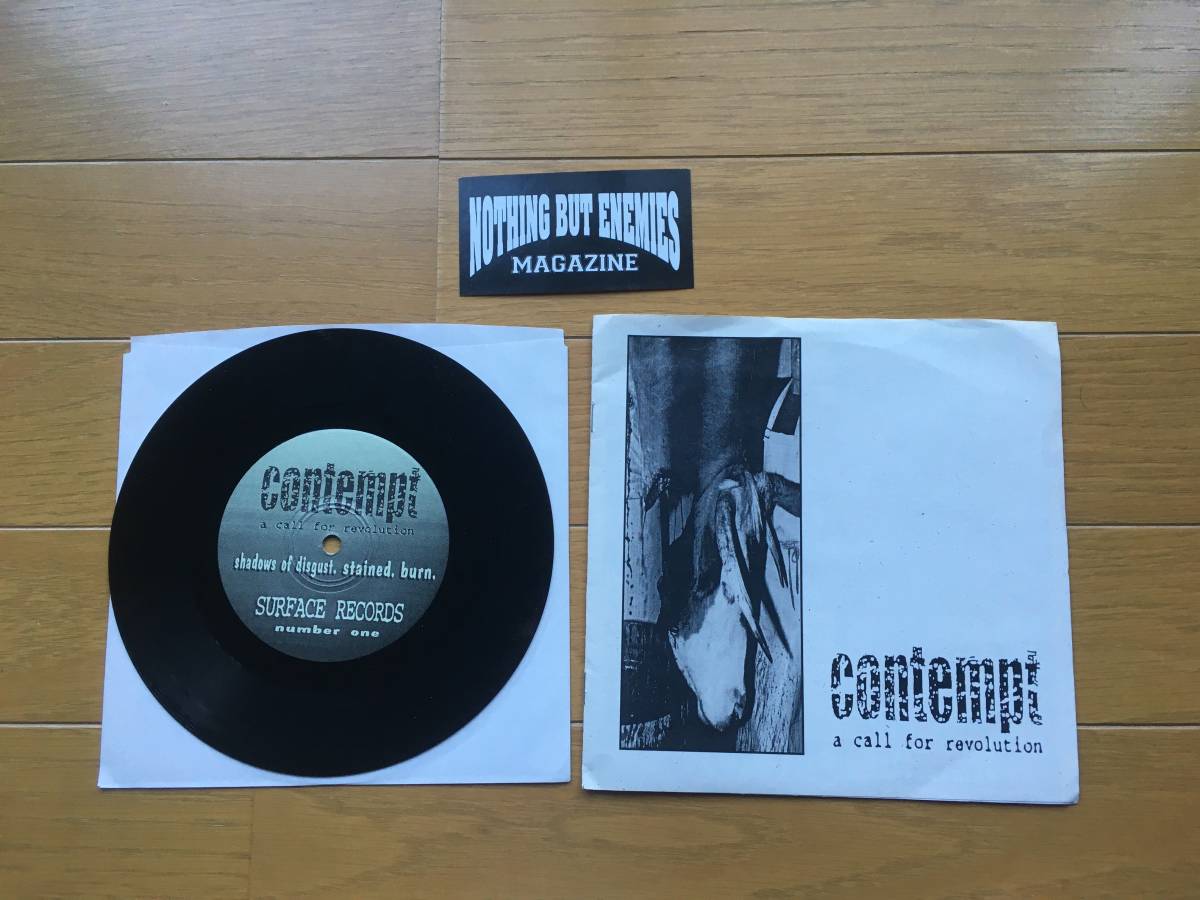 NOTHING BUT ENEMIES
MAGAZINE
contempt
a call for revolution
shadows of disgust. stained. burn.
SURFACE RECORDS
number one
contempt
a call for revolution